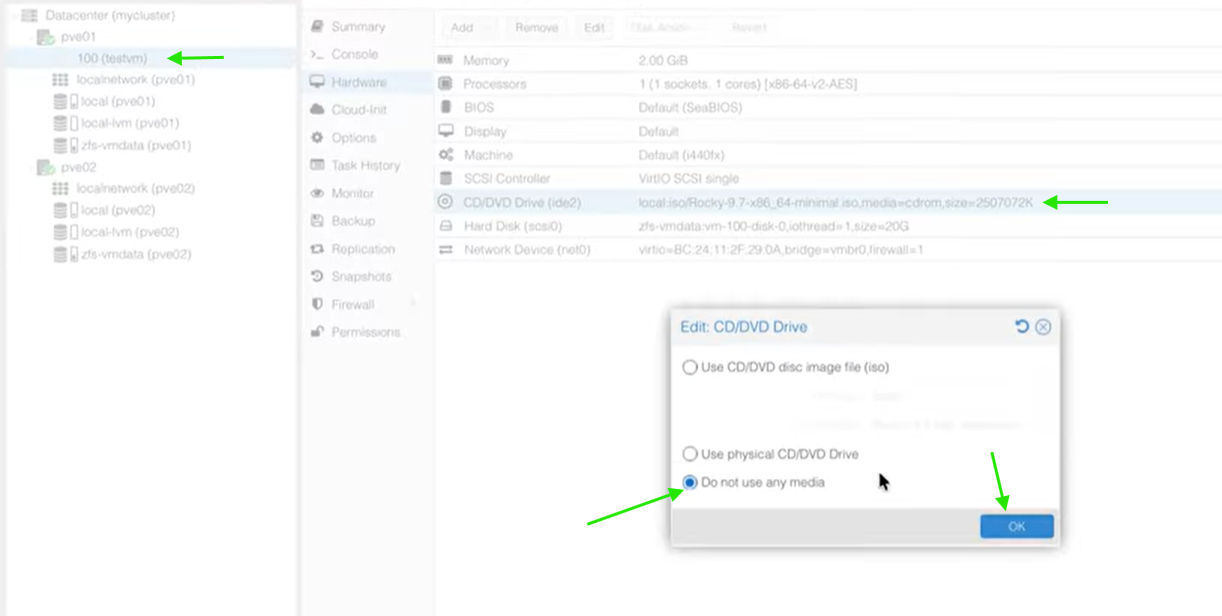 Datacenter (mycluster)
pve01
100 (testvm)
localnetwork (pve01)
local (pve01)
local-lvm (pve01)
zfs-vmdata (pve01)
pve02
localnetwork (pve02)
local (pve02)
local-lvm (pve02)
zfs-vmdata (pve02)
Summary
Console
Hardware
Cloud-Init
Options
Task History
Monitor
Backup
Replication
Snapshots
Firewall
Permissions
Add Remove Edit Disk Action Revert
Memory 2.00 GiB
Processors 1 (1 sockets, 1 cores) [x86-64-v2-AES]
BIOS Default (SeaBIOS)
Display Default
Machine Default (i440fx)
SCSI Controller VirtIO SCSI single
CD/DVD Drive (ide2) local:iso/Rocky-9.7-x86_64-minimal.iso,media=cdrom,size=2507072K
Hard Disk (scsi0) zfs-vmdata:vm-100-disk-0,iothread=1,size=20G
Network Device (net0) virtio=BC:24:11:2F:29:0A,bridge=vmbr0,firewall=1
Edit: CD/DVD Drive
Use CD/DVD disc image file (iso)
Use physical CD/DVD Drive
Do not use any media
OK